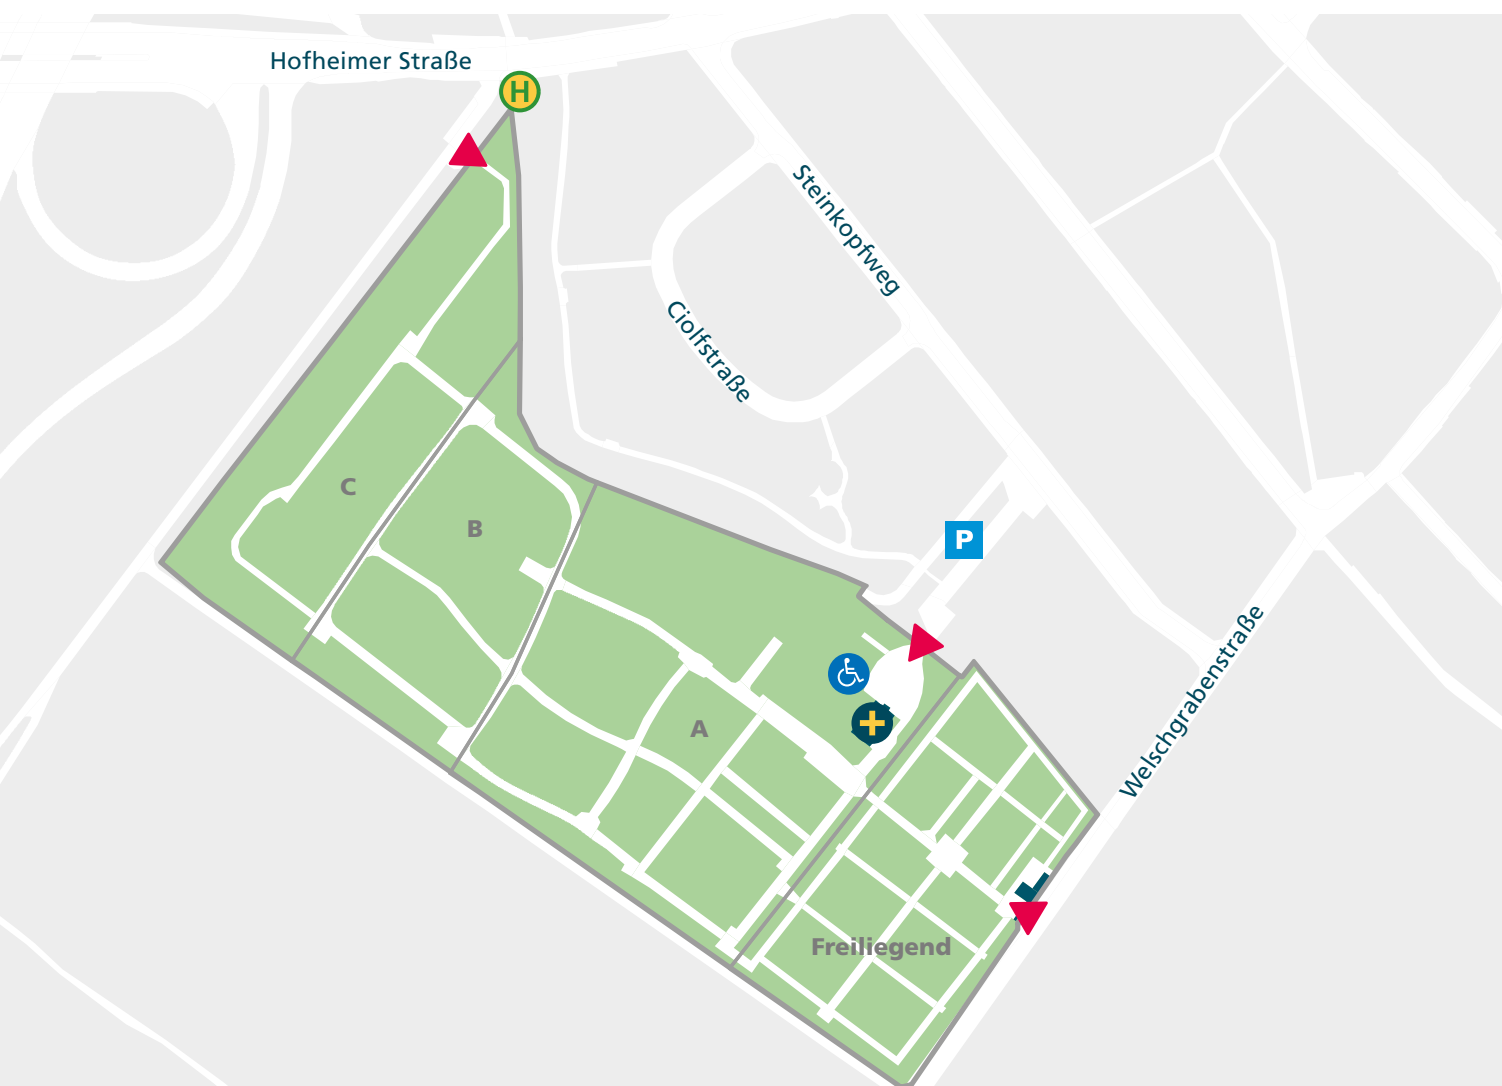 Hofheimer Straße
H
Steinkopfweg
Ciolfstraße
C
B
P
A
Welschgrabenstraße
Freiliegend